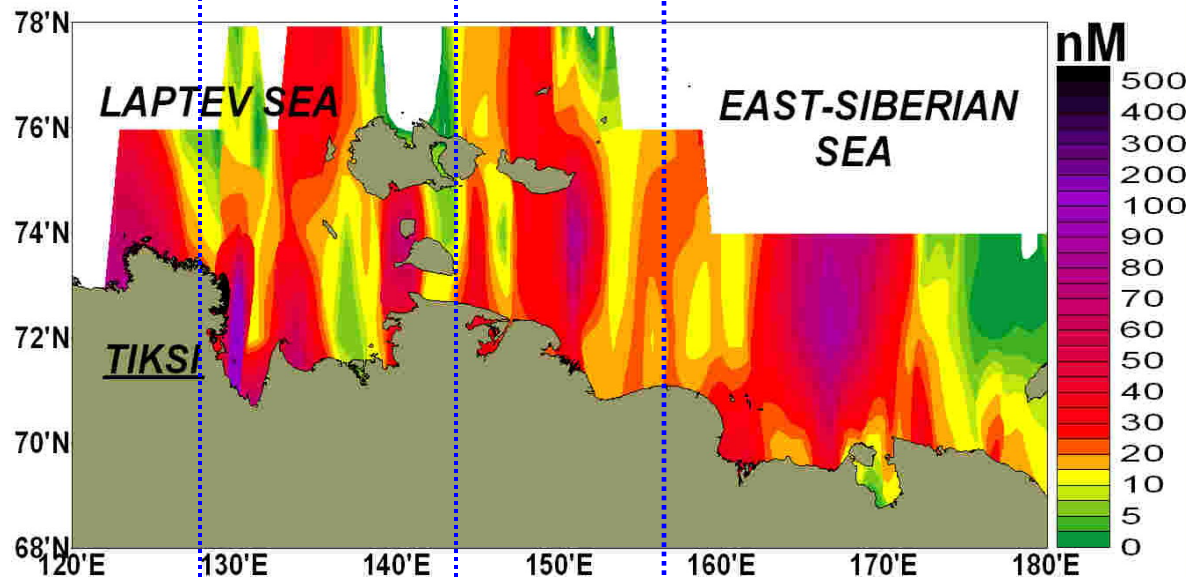 78'N
76'N
74'N
72'N
70'N
68'N
120'E
130'E
140'E
150'E
160'E
170'E
180'E
LAPTEV SEA
EAST-SIBERIAN
SEA
TIKSI
nM
500
400
300
200
100
90
80
70
60
50
40
30
20
10
5
0